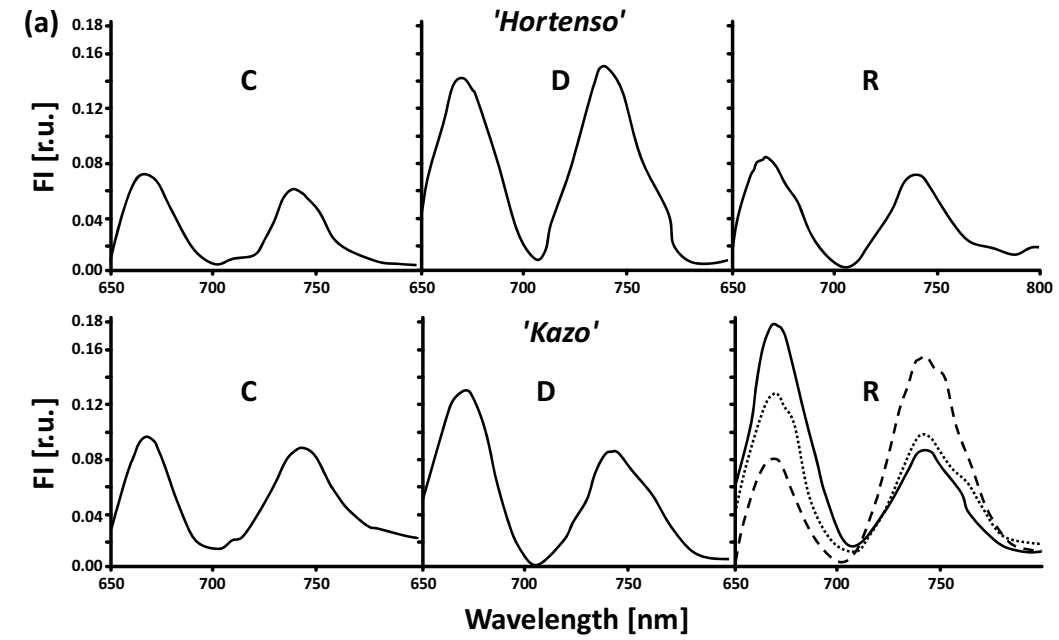 (a)
'Hortenso'
FI [r.u.]
0.18
0.16
0.12
0.08
0.04
0.00
C
D
R
650 700 750 650 700 750 650 700 750 800
'Kazo'
FI [r.u.]
0.18
0.16
0.12
0.08
0.04
0.00
C
D
R
650 700 750 650 700 750 650 700 750
Wavelength [nm]